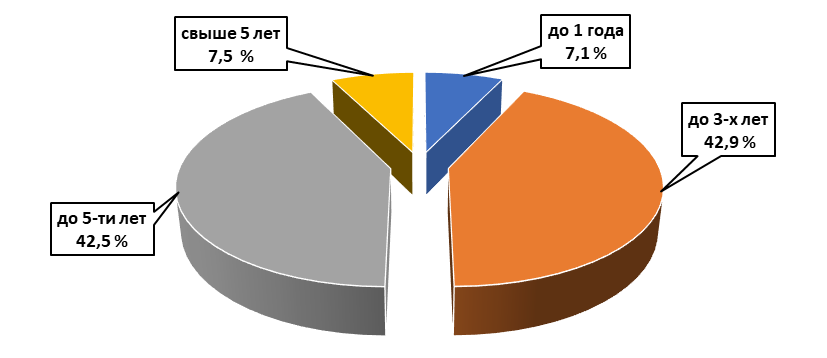 свыше 5 лет
7,5 %
до 1 года
7,1 %
до 3-х лет
42,9 %
до 5-ти лет
42,5 %